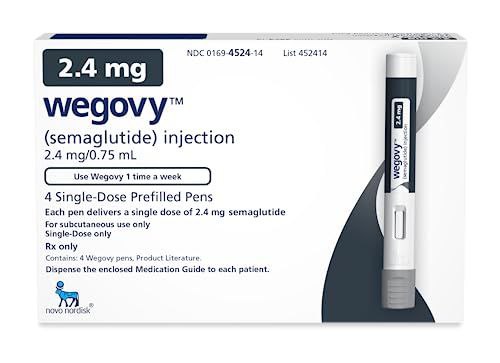 NDC 0169-4524-14 List 452414
2.4 mg
wegovy™
(semaglutide) injection
2.4 mg/0.75 mL
Use Wegovy 1 time a week
4 Single-Dose Prefilled Pens
Each pen delivers a single dose of 2.4 mg semaglutide
For subcutaneous use only
Single-Dose only
Rx only
Contains: 4 Wegovy pens, Product Literature.
Dispense the enclosed Medication Guide to each patient.
novo nordisk®
2.4 mg
wegovy™
(semaglutide) injection